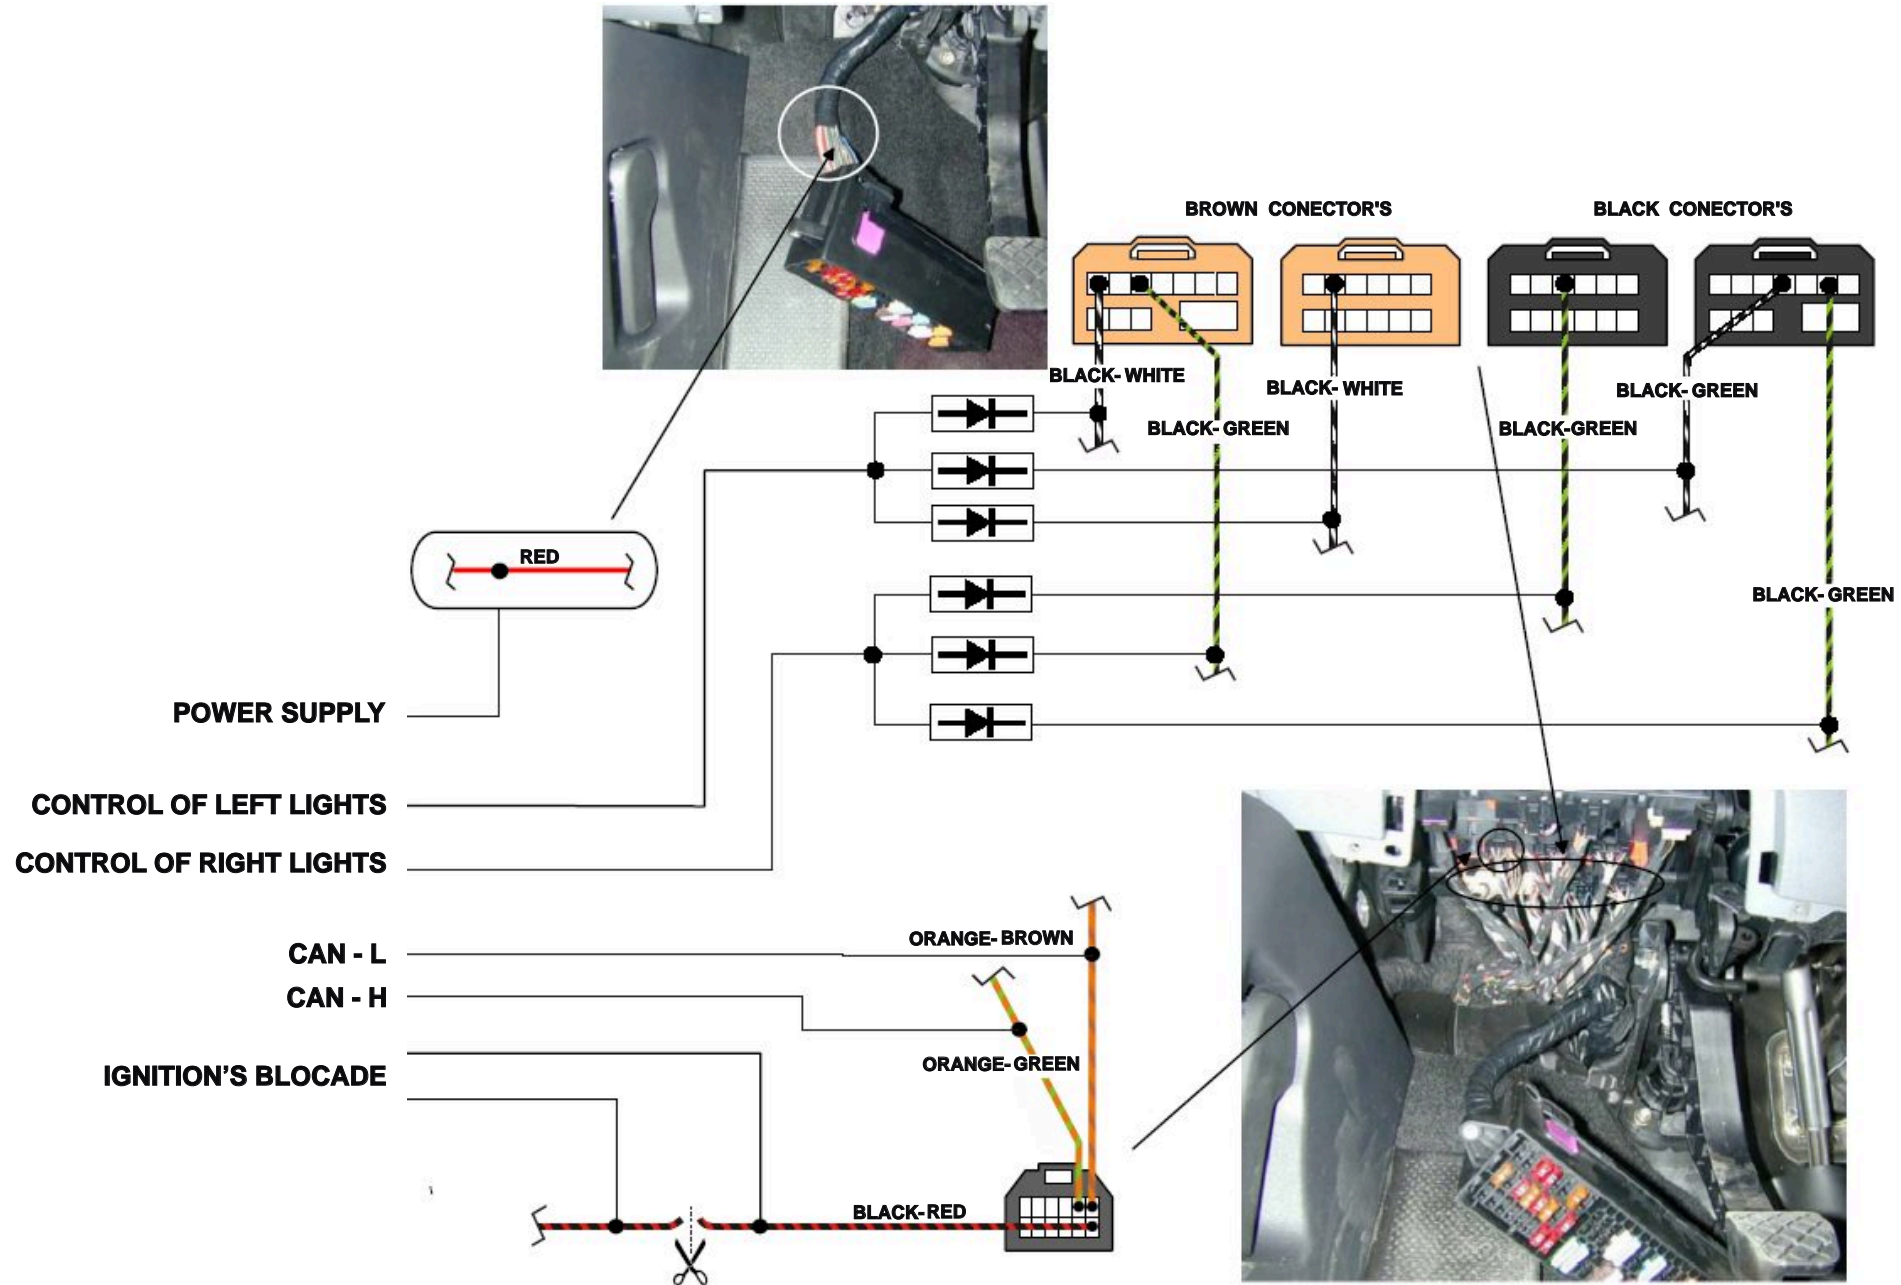 BROWN CONECTOR'S
BLACK CONECTOR'S
BLACK- WHITE
BLACK- WHITE
BLACK- GREEN
BLACK- GREEN
BLACK-GREEN
RED
BLACK- GREEN
POWER SUPPLY
CONTROL OF LEFT LIGHTS
CONTROL OF RIGHT LIGHTS
ORANGE- BROWN
CAN - L
CAN - H
ORANGE- GREEN
IGNITION’S BLOCADE
BLACK-RED